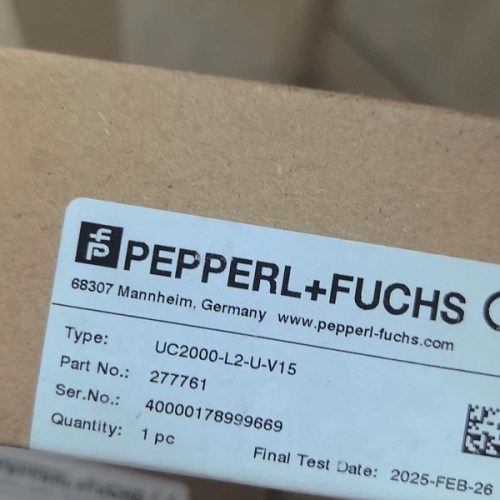 PEPPERL+FUCHS
68307 Mannheim, Germany www.pepperl-fuchs.com
Type: UC2000-L2-U-V15
Part No.: 277761
Ser.No.: 40000178999669
Quantity: 1 pc
Final Test Date: 2025-FEB-26